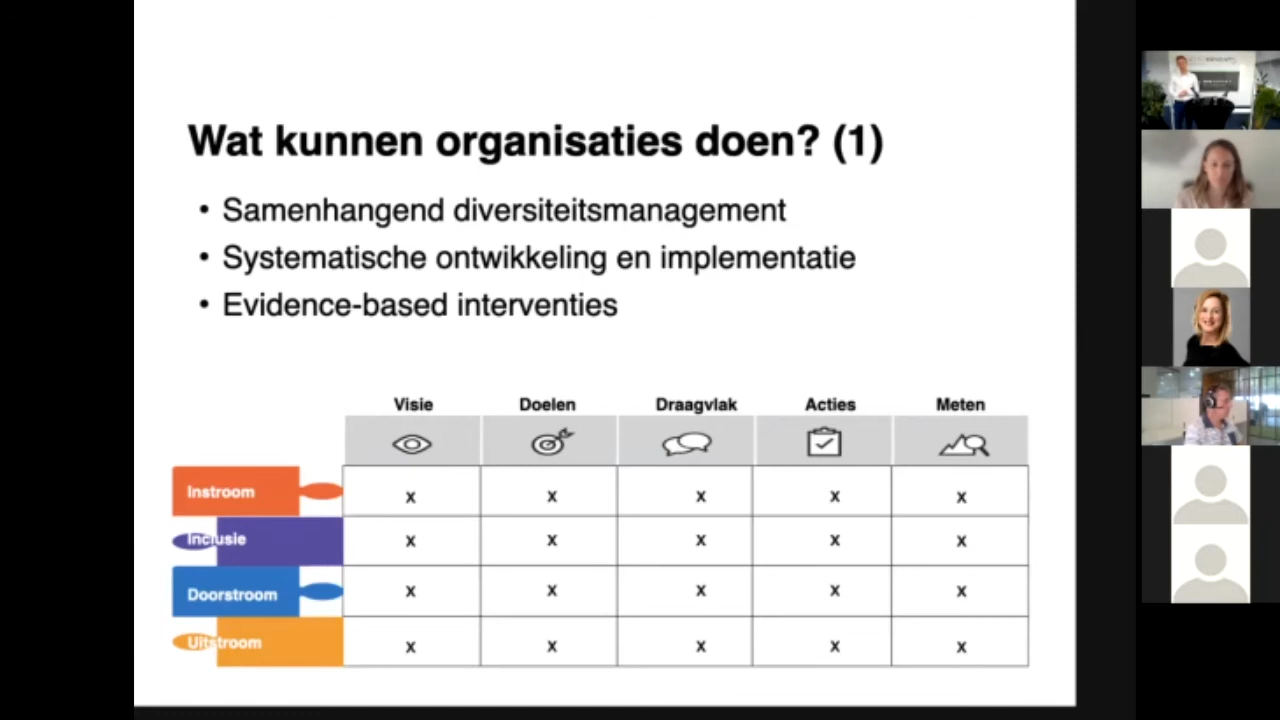 Wat kunnen organisaties doen? (1)
• Samenhangend diversiteitsmanagement
• Systematische ontwikkeling en implementatie
• Evidence-based interventies
Visie Doelen Draagvlak Acties Meten
Instroom x x x x x
Inclusie x x x x x
Doorstroom x x x x x
Uitstroom x x x x x